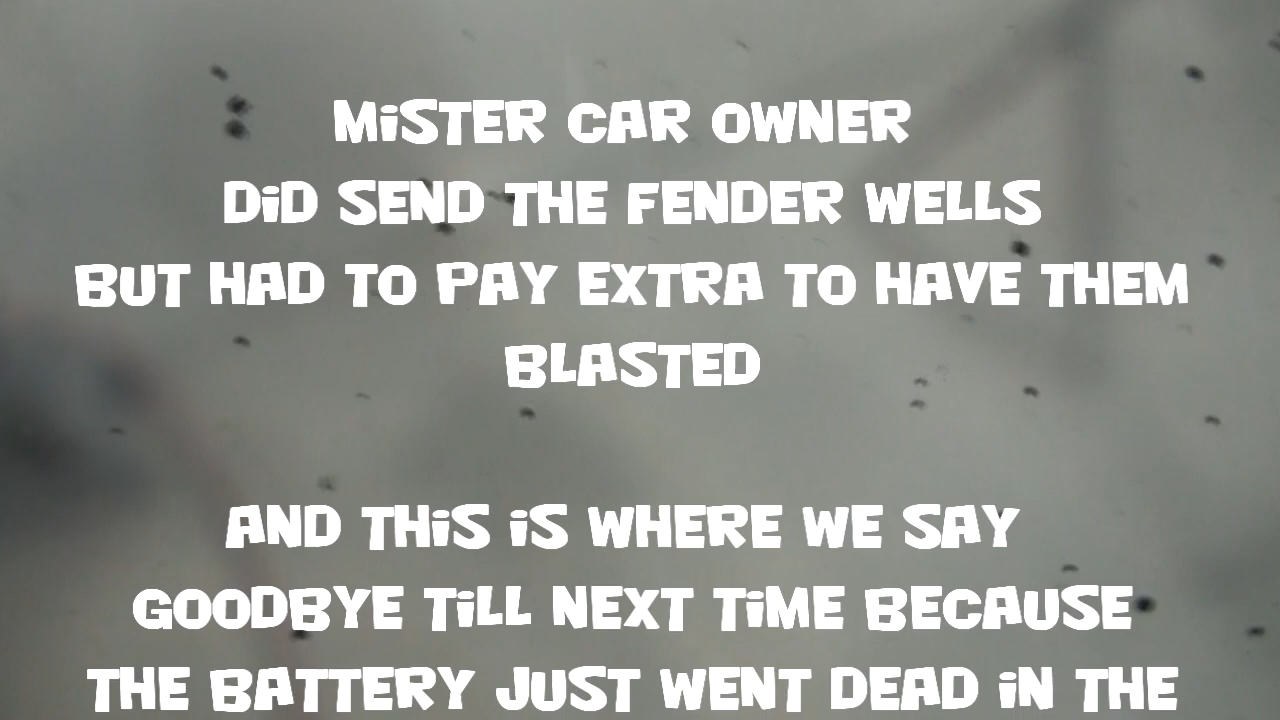 MiSTER CAR OWNER
DiD SEND THE FENDER WELLS
BUT HAD TO PAY EXTRA TO HAVE THEM
BLASTED
AND THiS iS WHERE WE SAY
GOODBYE TiLL NEXT TiME BECAUSE
THE BATTERY JUST WENT DEAD iN THE